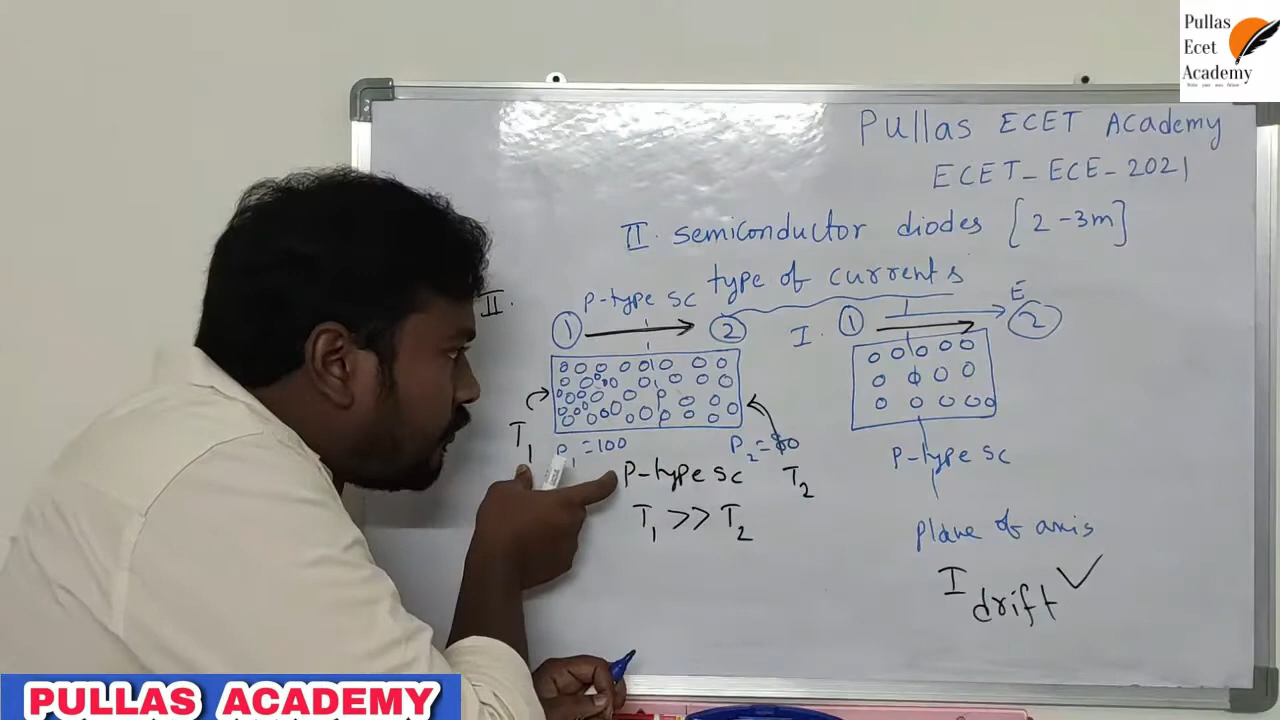 Pullas
Ecet
Academy
Pullas ECET Academy
ECET-ECE-2021
II. semiconductor diodes [2-3m]
type of currents
II.
P-type sc
1
2
I.
1
E
2
T1
P1=100
P2=
T2
P-type sc
T1 >> T2
P-type sc
plane of axis
I drift ✓
PULLAS ACADEMY